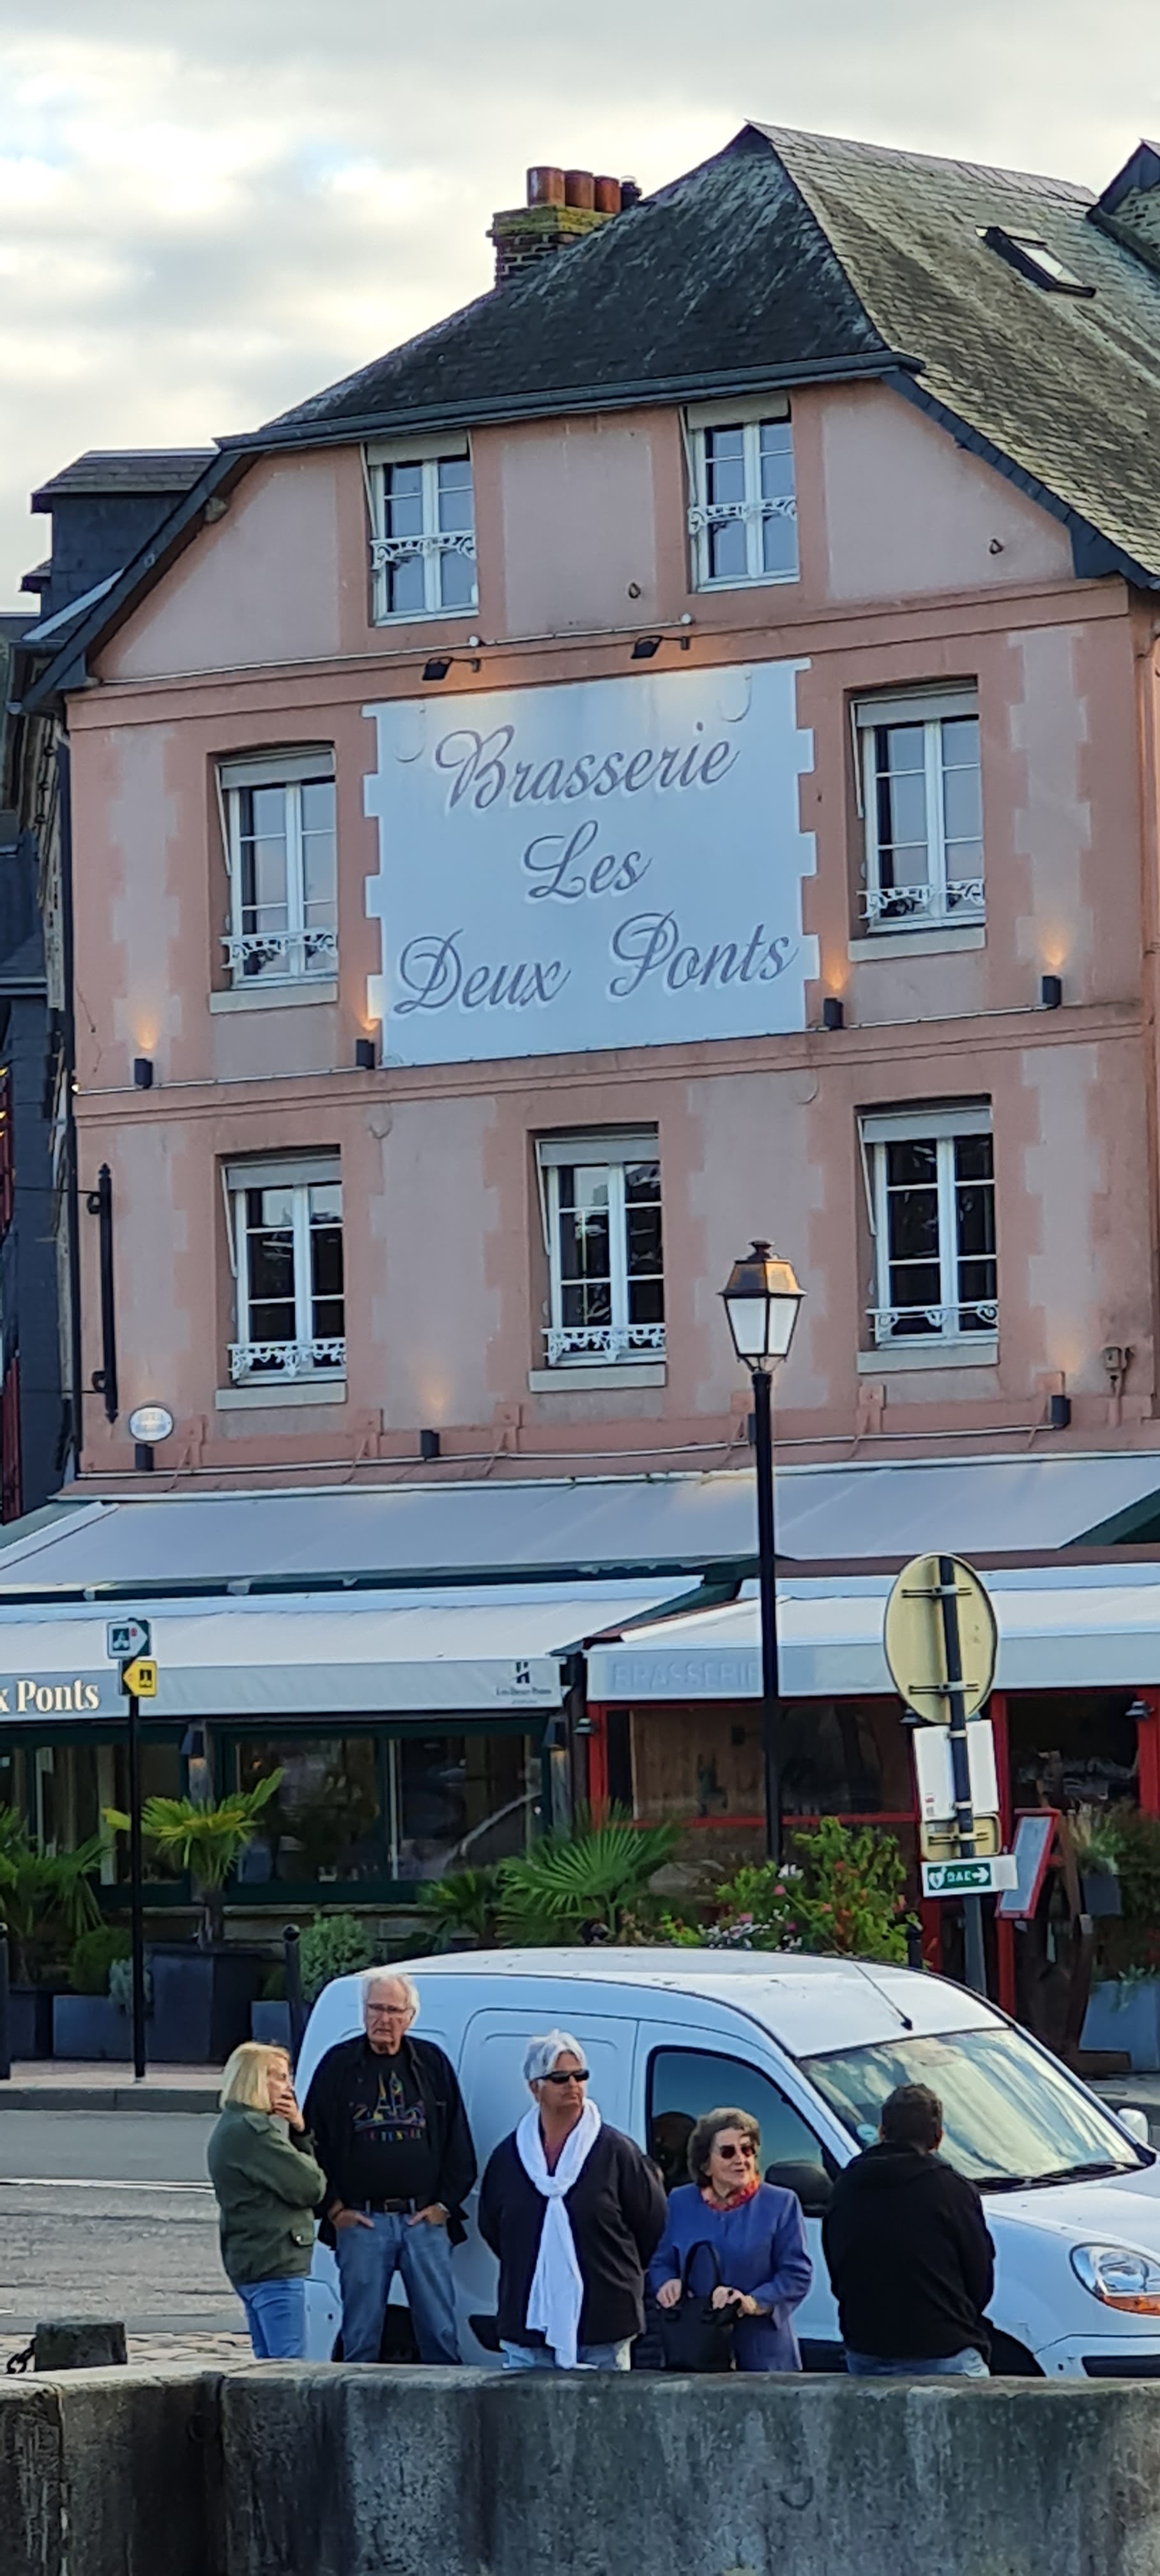 Brasserie
Les
Deux Ponts
x Ponts
Les Deux Ponts
BRASSERIE
DAE